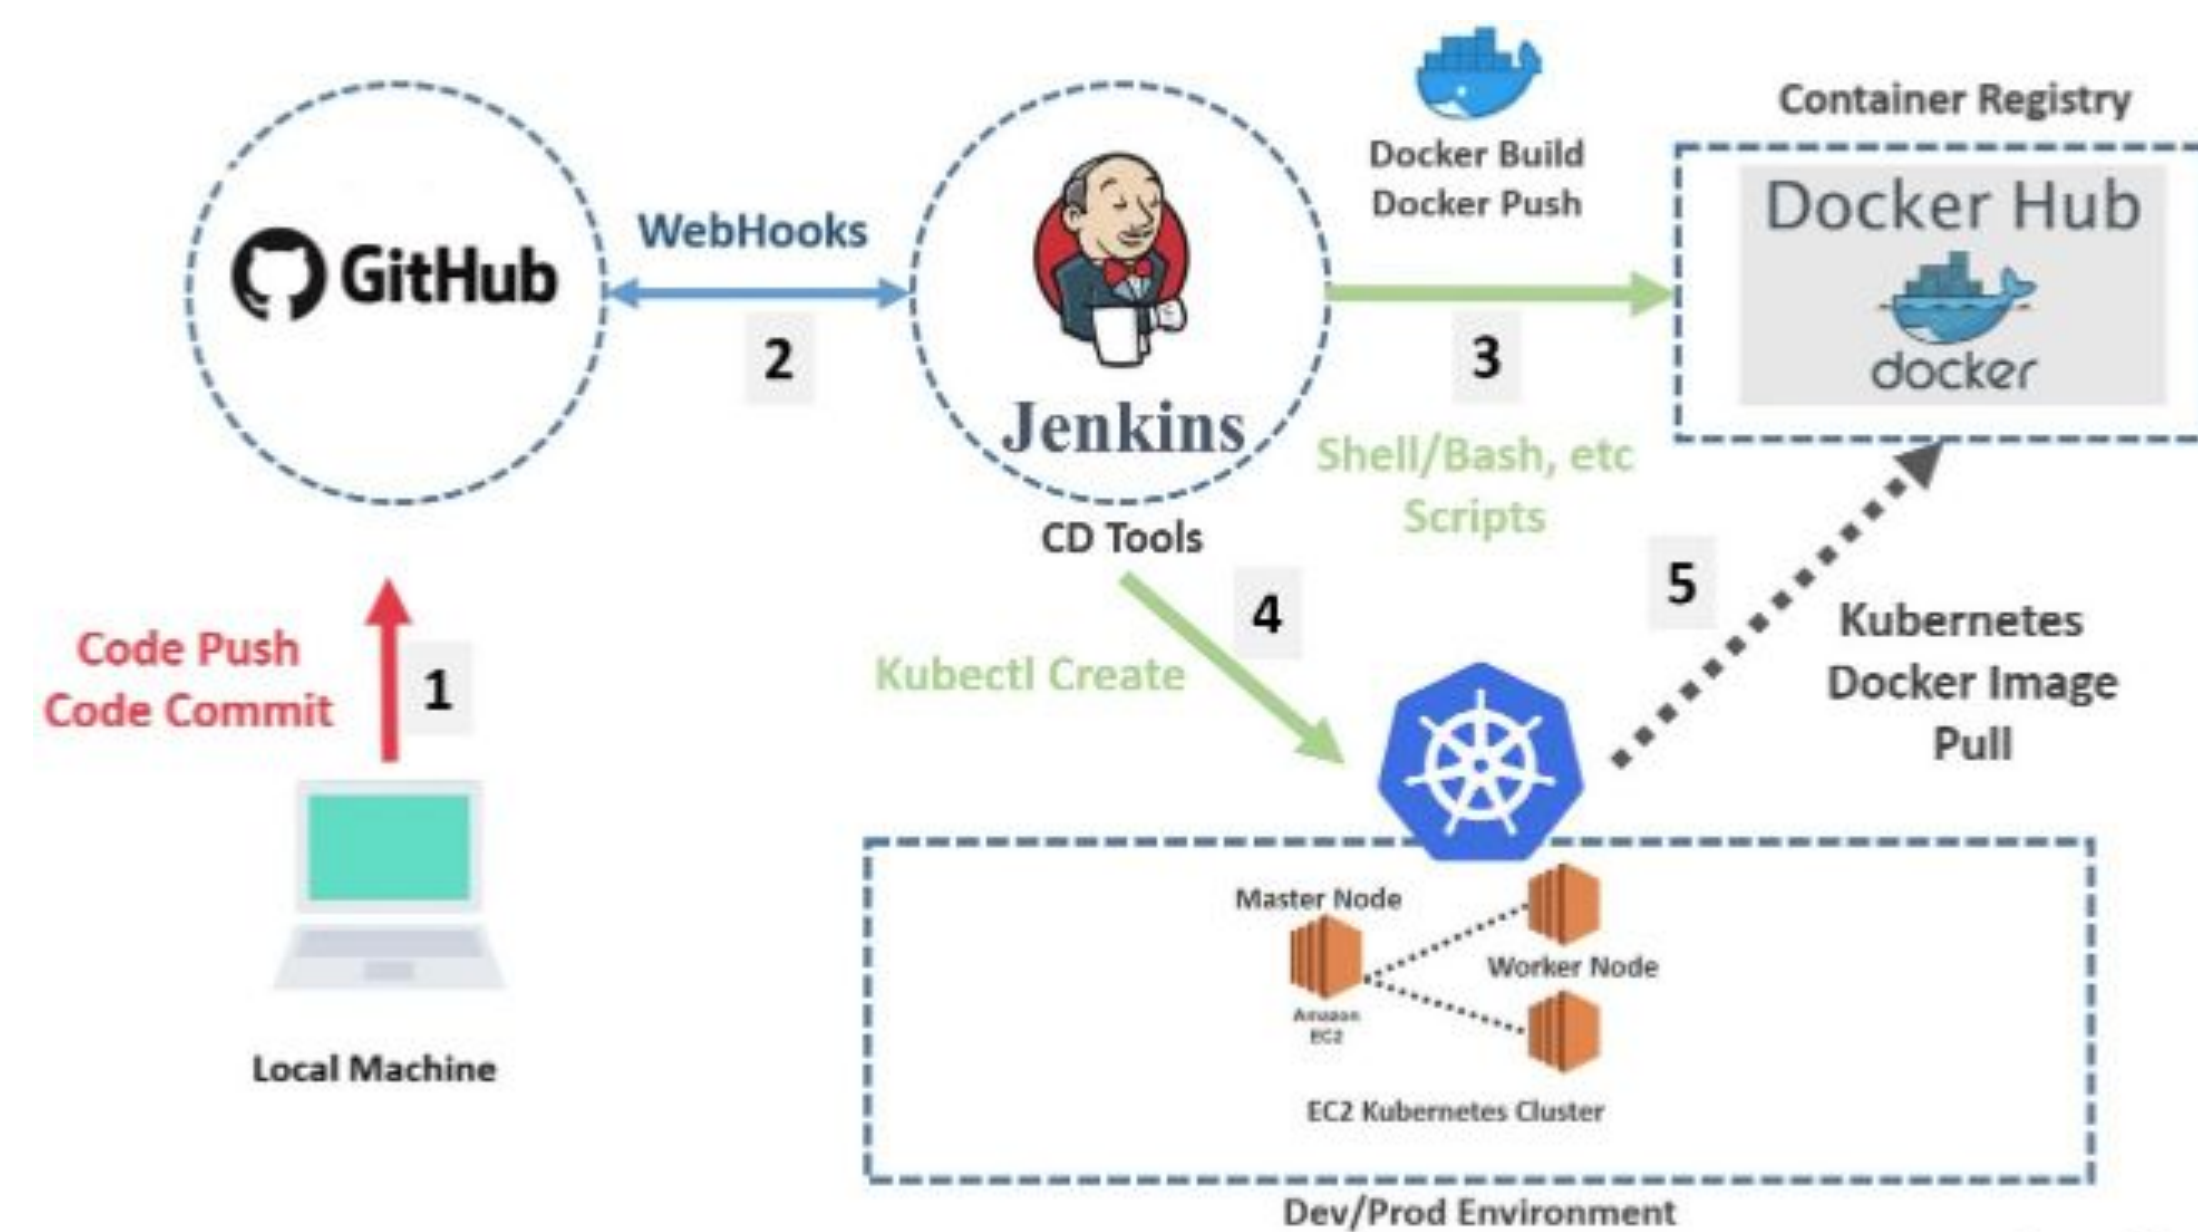 GitHub
WebHooks
2
Jenkins
CD Tools
Docker Build
Docker Push
3
Shell/Bash, etc
Scripts
Container Registry
Docker Hub
docker
Code Push
Code Commit
1
Local Machine
4
Kubectl Create
5
Kubernetes
Docker Image
Pull
Master Node
Amazon
EC2
Worker Node
EC2 Kubernetes Cluster
Dev/Prod Environment